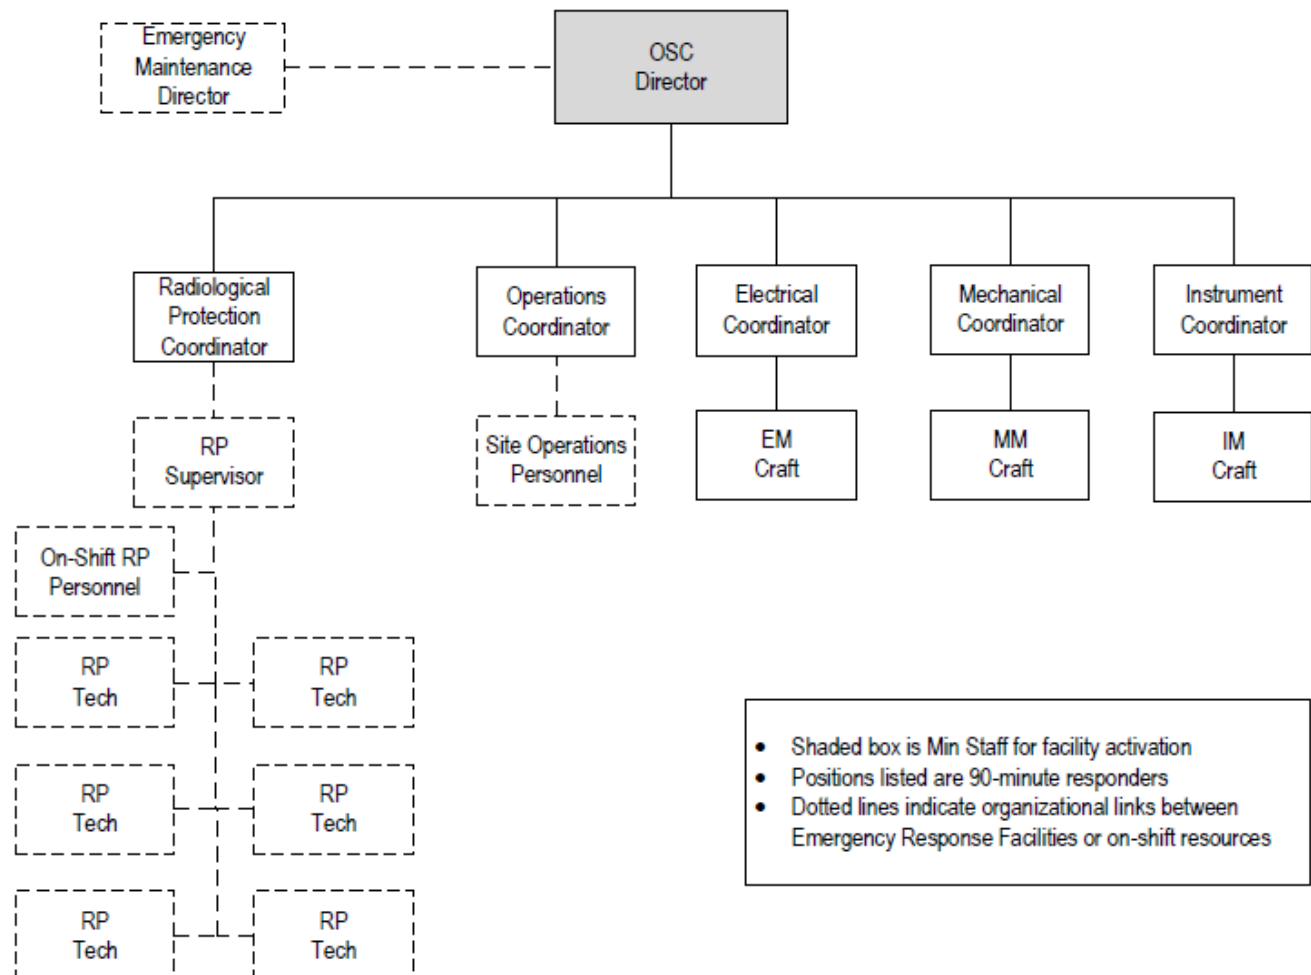 Emergency
Maintenance
Director
OSC
Director
Radiological
Protection
Coordinator
Operations
Coordinator
Electrical
Coordinator
Mechanical
Coordinator
Instrument
Coordinator
RP
Supervisor
Site Operations
Personnel
EM
Craft
MM
Craft
IM
Craft
On-Shift RP
Personnel
RP
Tech
RP
Tech
RP
Tech
RP
Tech
RP
Tech
RP
Tech
• Shaded box is Min Staff for facility activation
• Positions listed are 90-minute responders
• Dotted lines indicate organizational links between
Emergency Response Facilities or on-shift resources